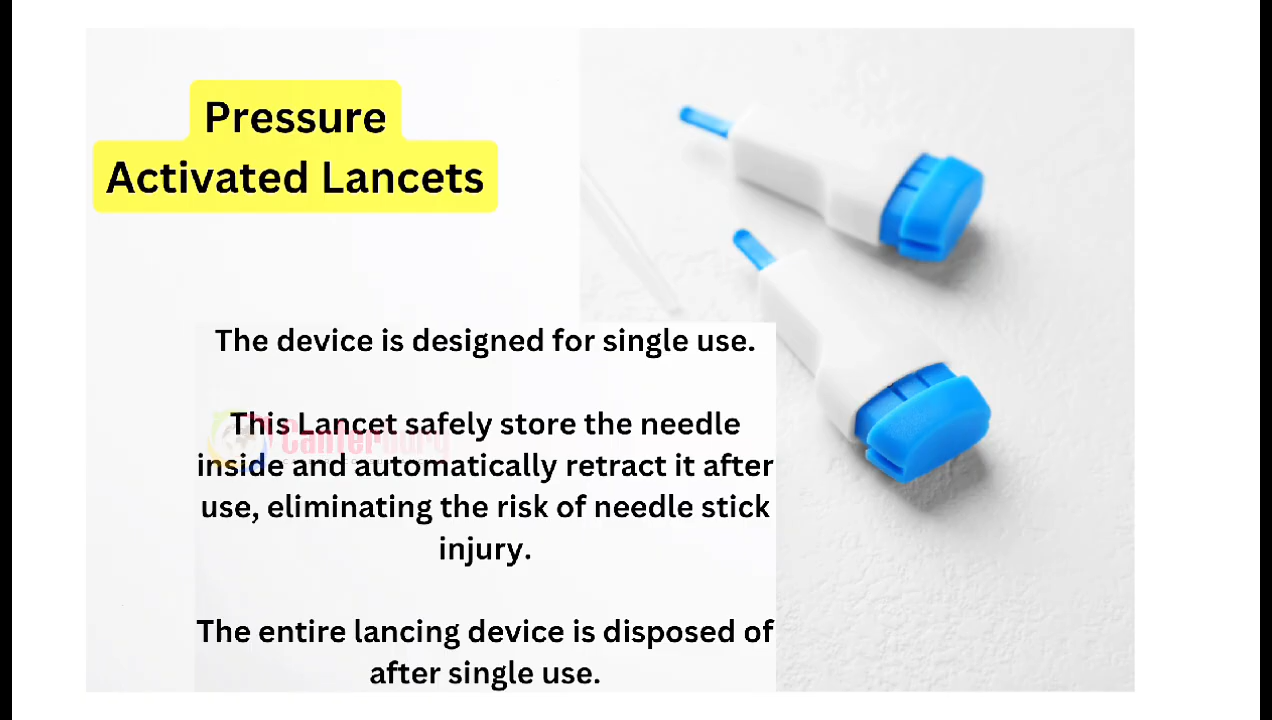 Pressure
Activated Lancets
The device is designed for single use.
This Lancet safely store the needle
inside and automatically retract it after
use, eliminating the risk of needle stick
injury.
The entire lancing device is disposed of
after single use.